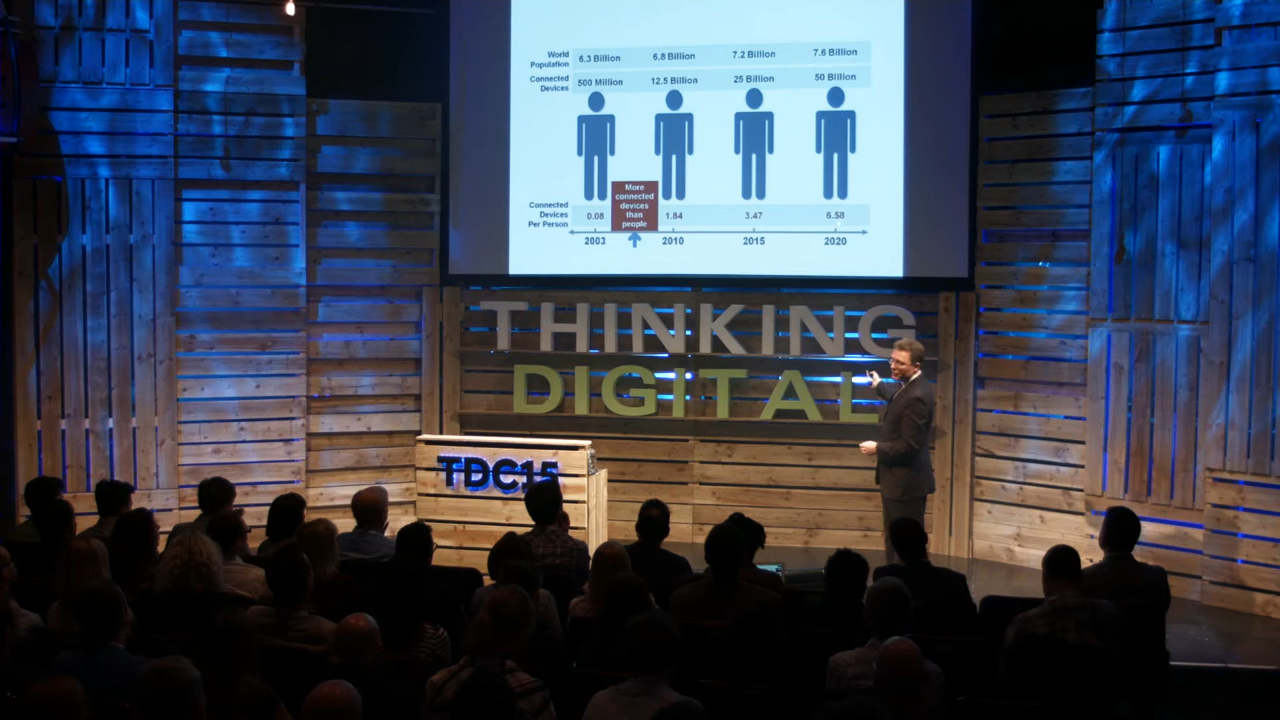 World Population 6.3 Billion 6.8 Billion 7.2 Billion 7.6 Billion
Connected Devices 500 Million 12.5 Billion 25 Billion 50 Billion
More
connected
devices
than
people
Connected
Devices
Per Person 0.08 1.84 3.47 6.58
2003 2010 2015 2020
THINKING
DIGITAL
TDC15